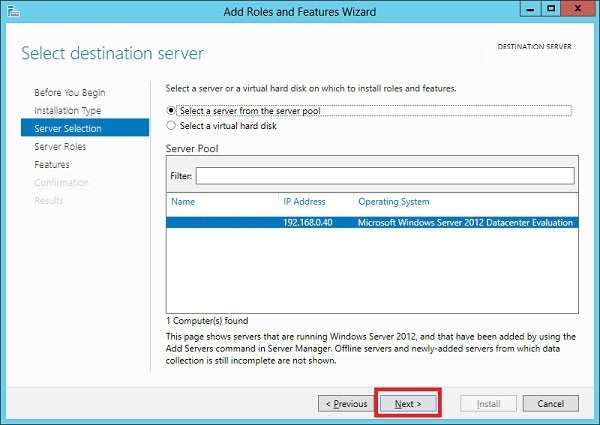 Add Roles and Features Wizard
Select destination server
DESTINATION SERVER
Before You Begin
Installation Type
Server Selection
Server Roles
Features
Confirmation
Results
Select a server or a virtual hard disk on which to install roles and features.
Select a server from the server pool
Select a virtual hard disk
Server Pool
Filter:
Name IP Address Operating System
192.168.0.40 Microsoft Windows Server 2012 Datacenter Evaluation
1 Computer(s) found
This page shows servers that are running Windows Server 2012, and that have been added by using the
Add Servers command in Server Manager. Offline servers and newly-added servers from which data
collection is still incomplete are not shown.
< Previous Next > Install Cancel